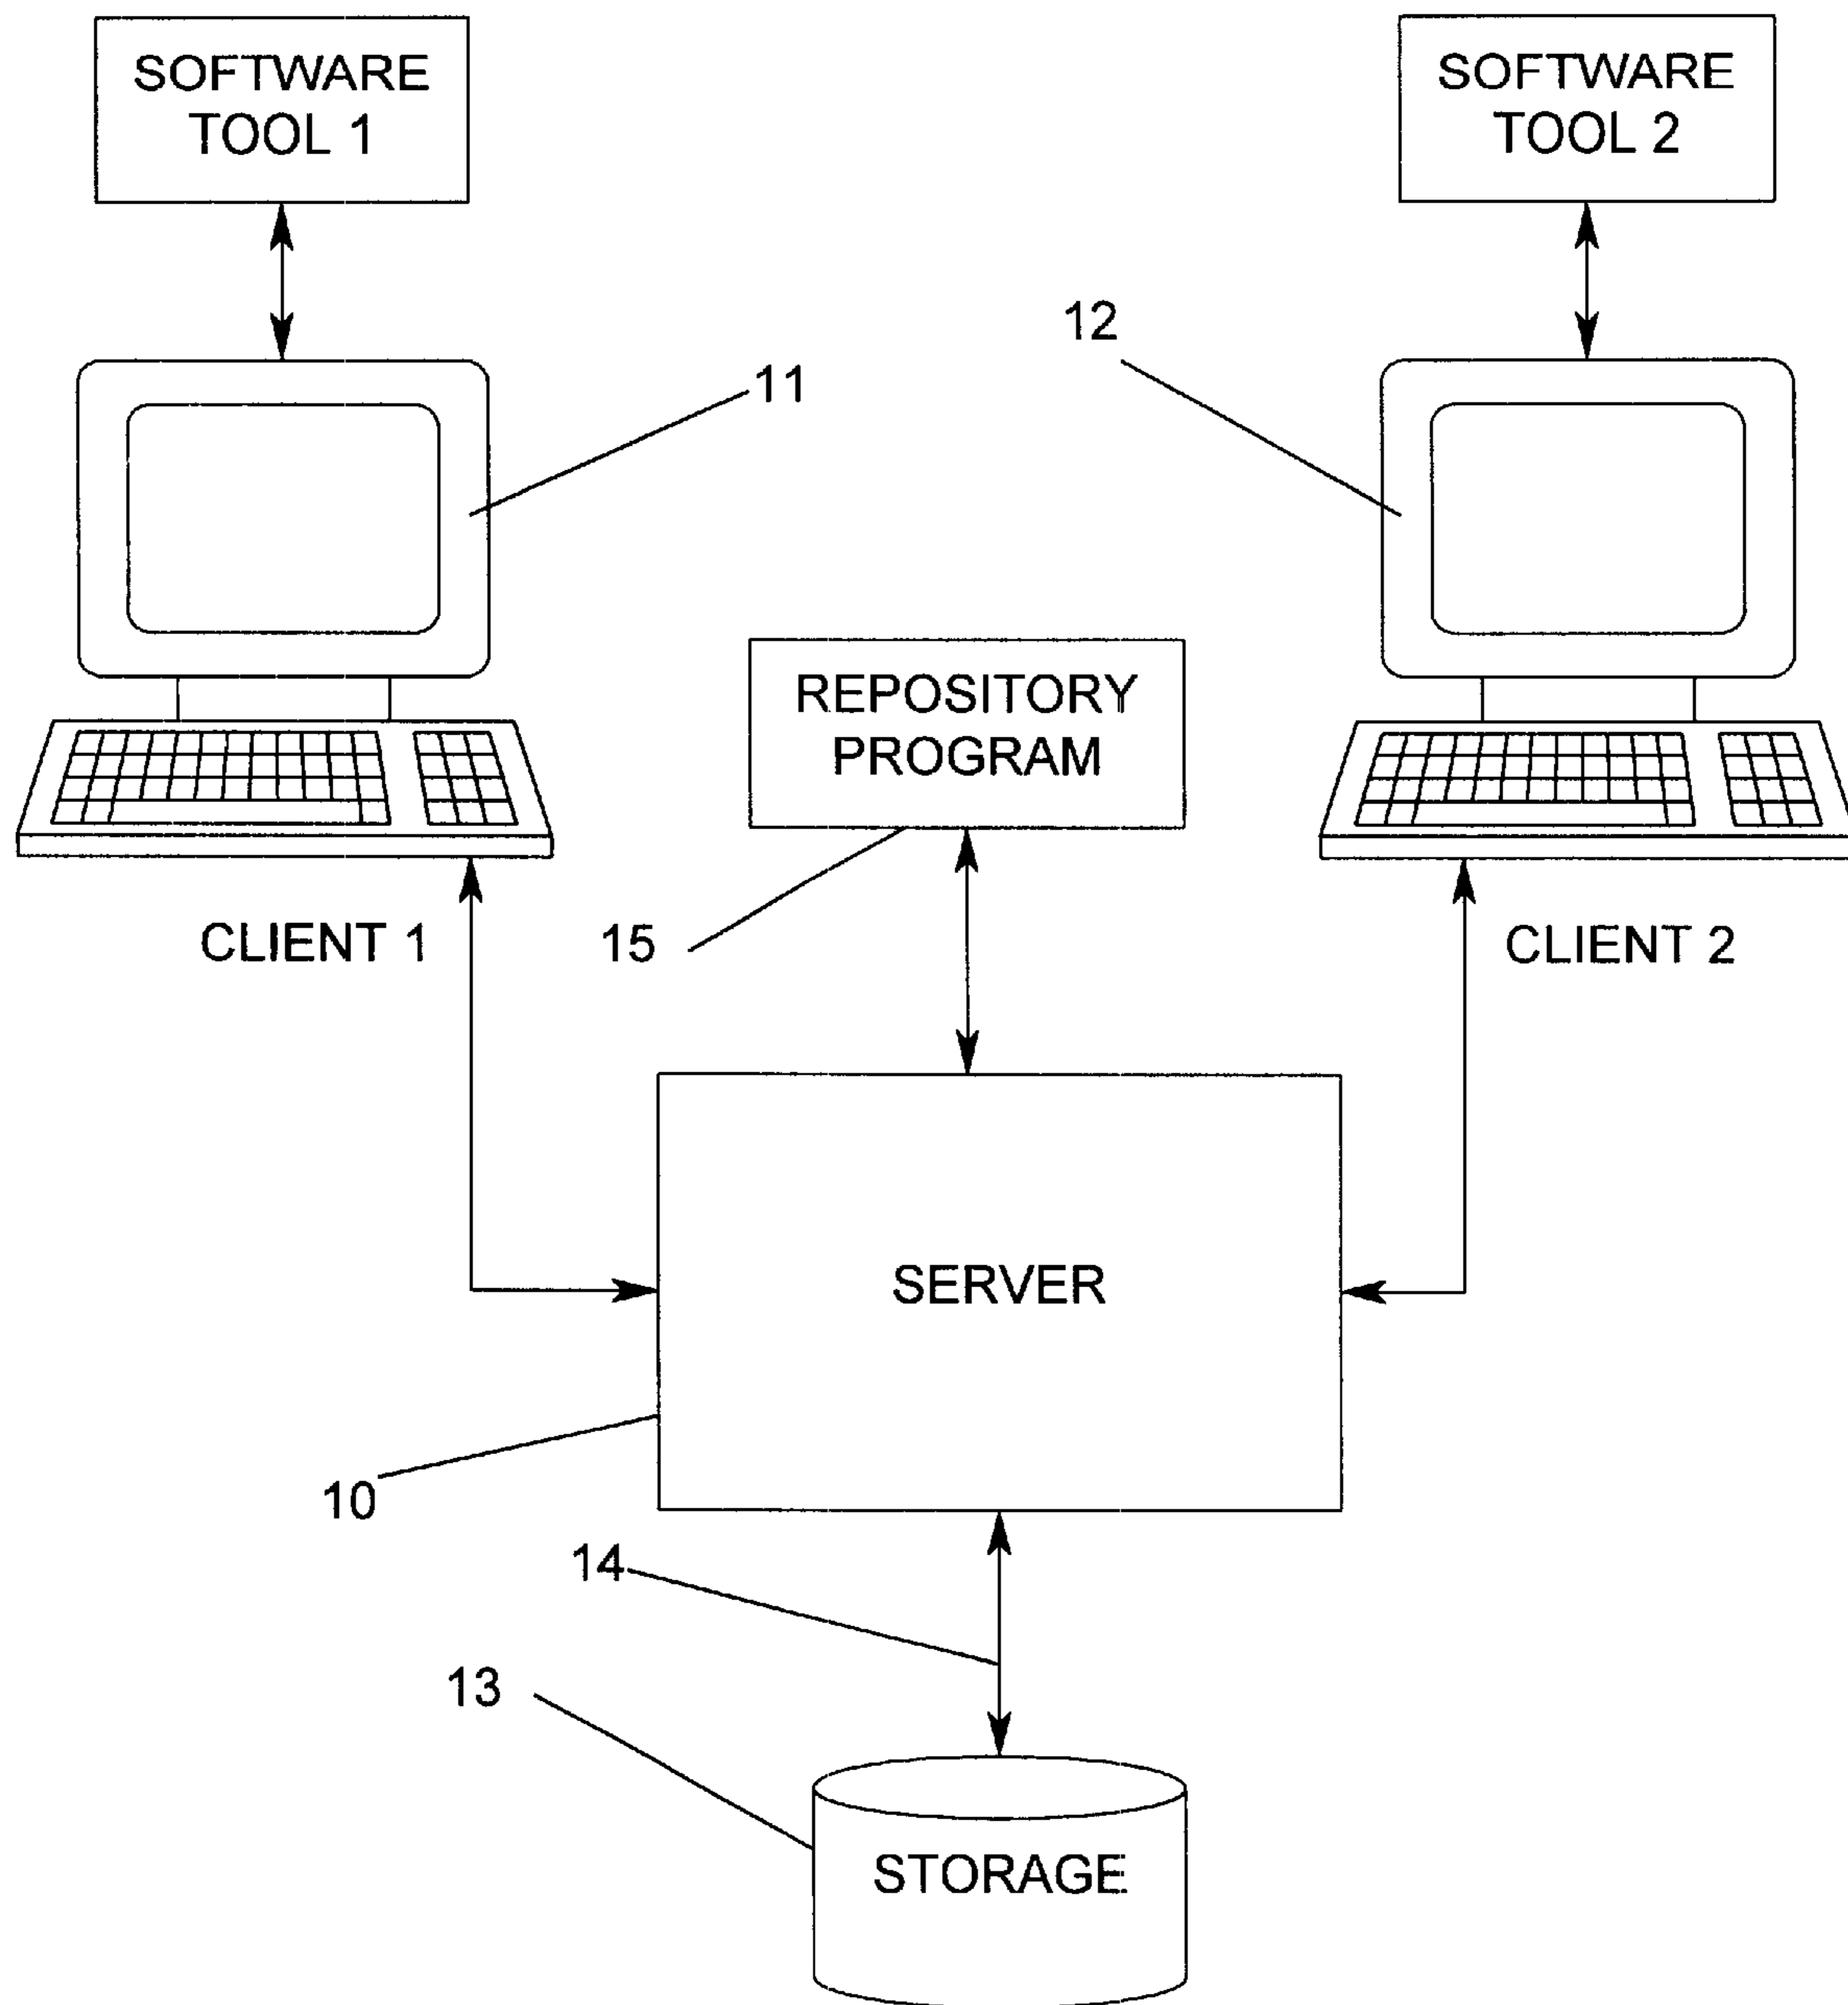 SOFTWARE
TOOL 1
SOFTWARE
TOOL 2
12
11
REPOSITORY
PROGRAM
CLIENT 1
15
CLIENT 2
SERVER
10
14
13
STORAGE